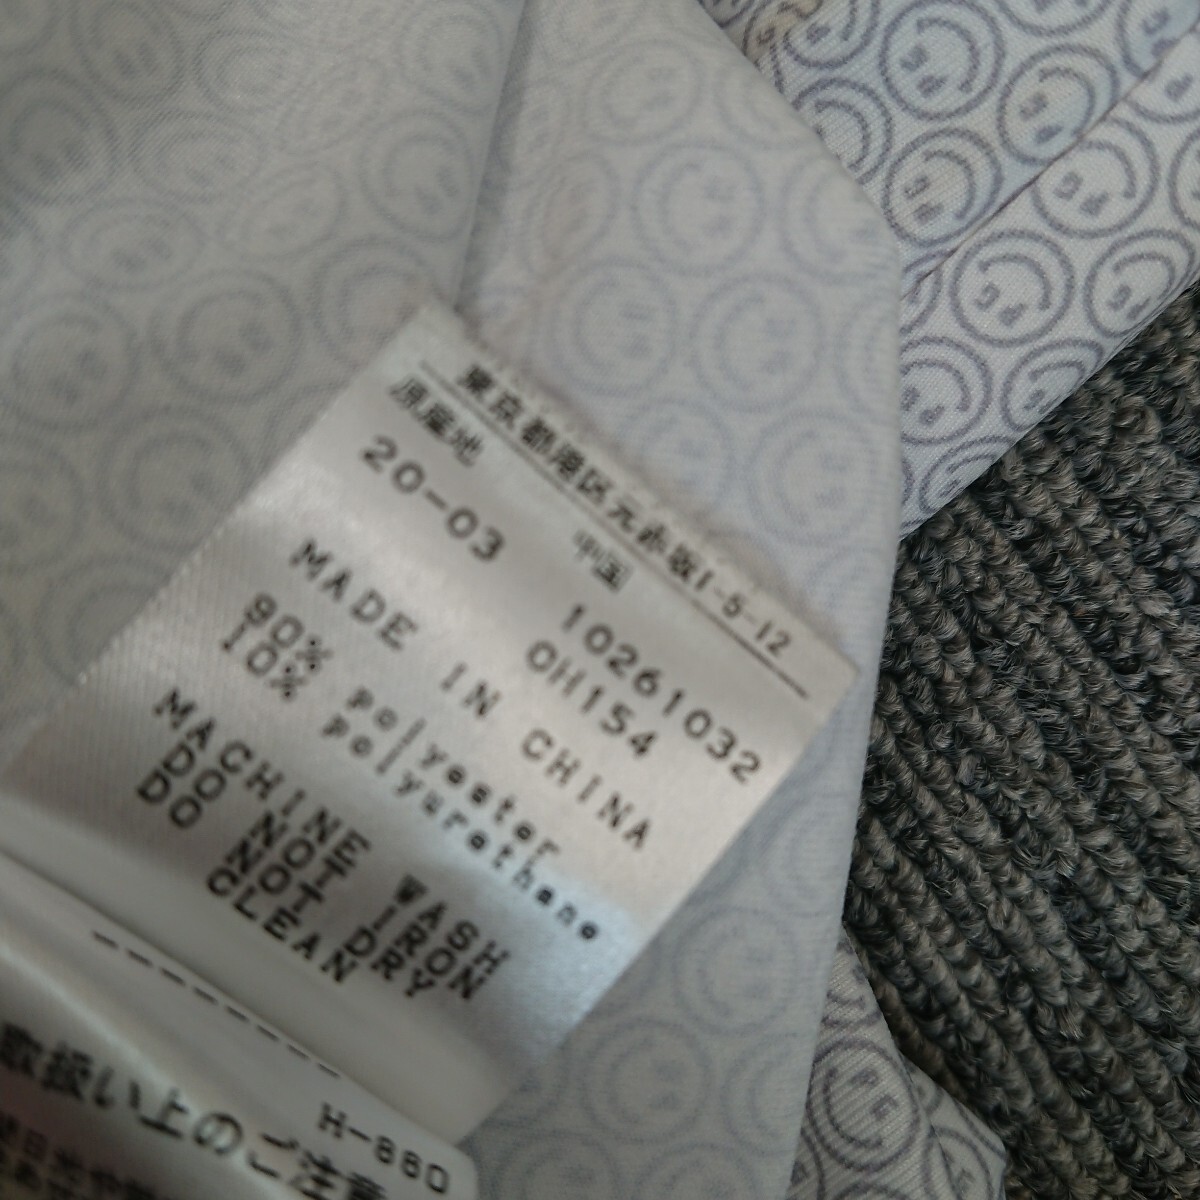 東京都港区元赤坂1-5-12
原産地 中国
20-03 10261032
OH154
MADE IN CHINA
90% polyester
10% polyurethane
MACHINE WASH
DO NOT IRON
DO NOT DRY
CLEAN
H-860
取扱い上のご注意